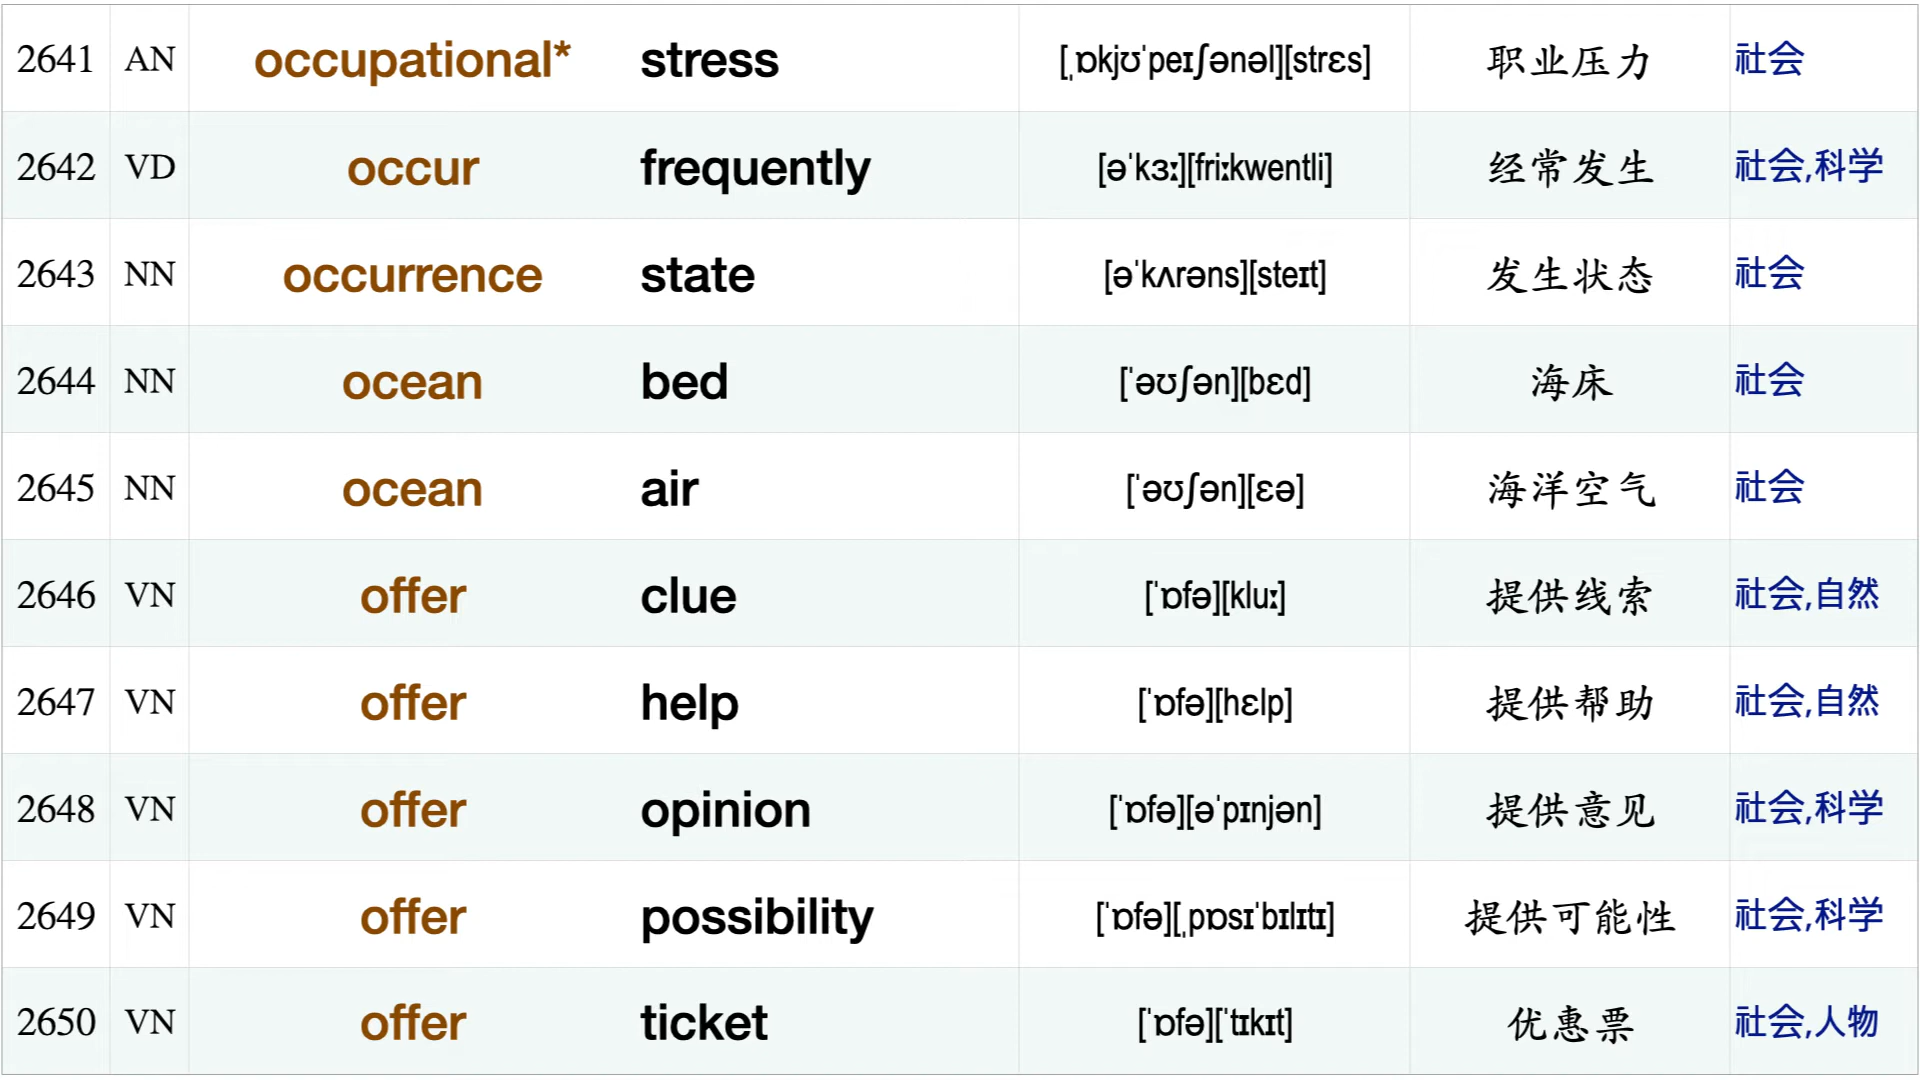 2641 AN occupational* stress [ˌɒkjʊˈpeɪʃənəl][strɛs] 职业压力 社会
2642 VD occur frequently [əˈkɜː][friːkwentli] 经常发生 社会,科学
2643 NN occurrence state [əˈkʌrəns][steɪt] 发生状态 社会
2644 NN ocean bed [ˈəʊʃən][bɛd] 海床 社会
2645 NN ocean air [ˈəʊʃən][ɛə] 海洋空气 社会
2646 VN offer clue [ˈɒfə][kluː] 提供线索 社会,自然
2647 VN offer help [ˈɒfə][hɛlp] 提供帮助 社会,自然
2648 VN offer opinion [ˈɒfə][əˈpɪnjən] 提供意见 社会,科学
2649 VN offer possibility [ˈɒfə][ˌpɒsɪˈbɪlɪtɪ] 提供可能性 社会,科学
2650 VN offer ticket [ˈɒfə][ˈtɪkɪt] 优惠票 社会,人物